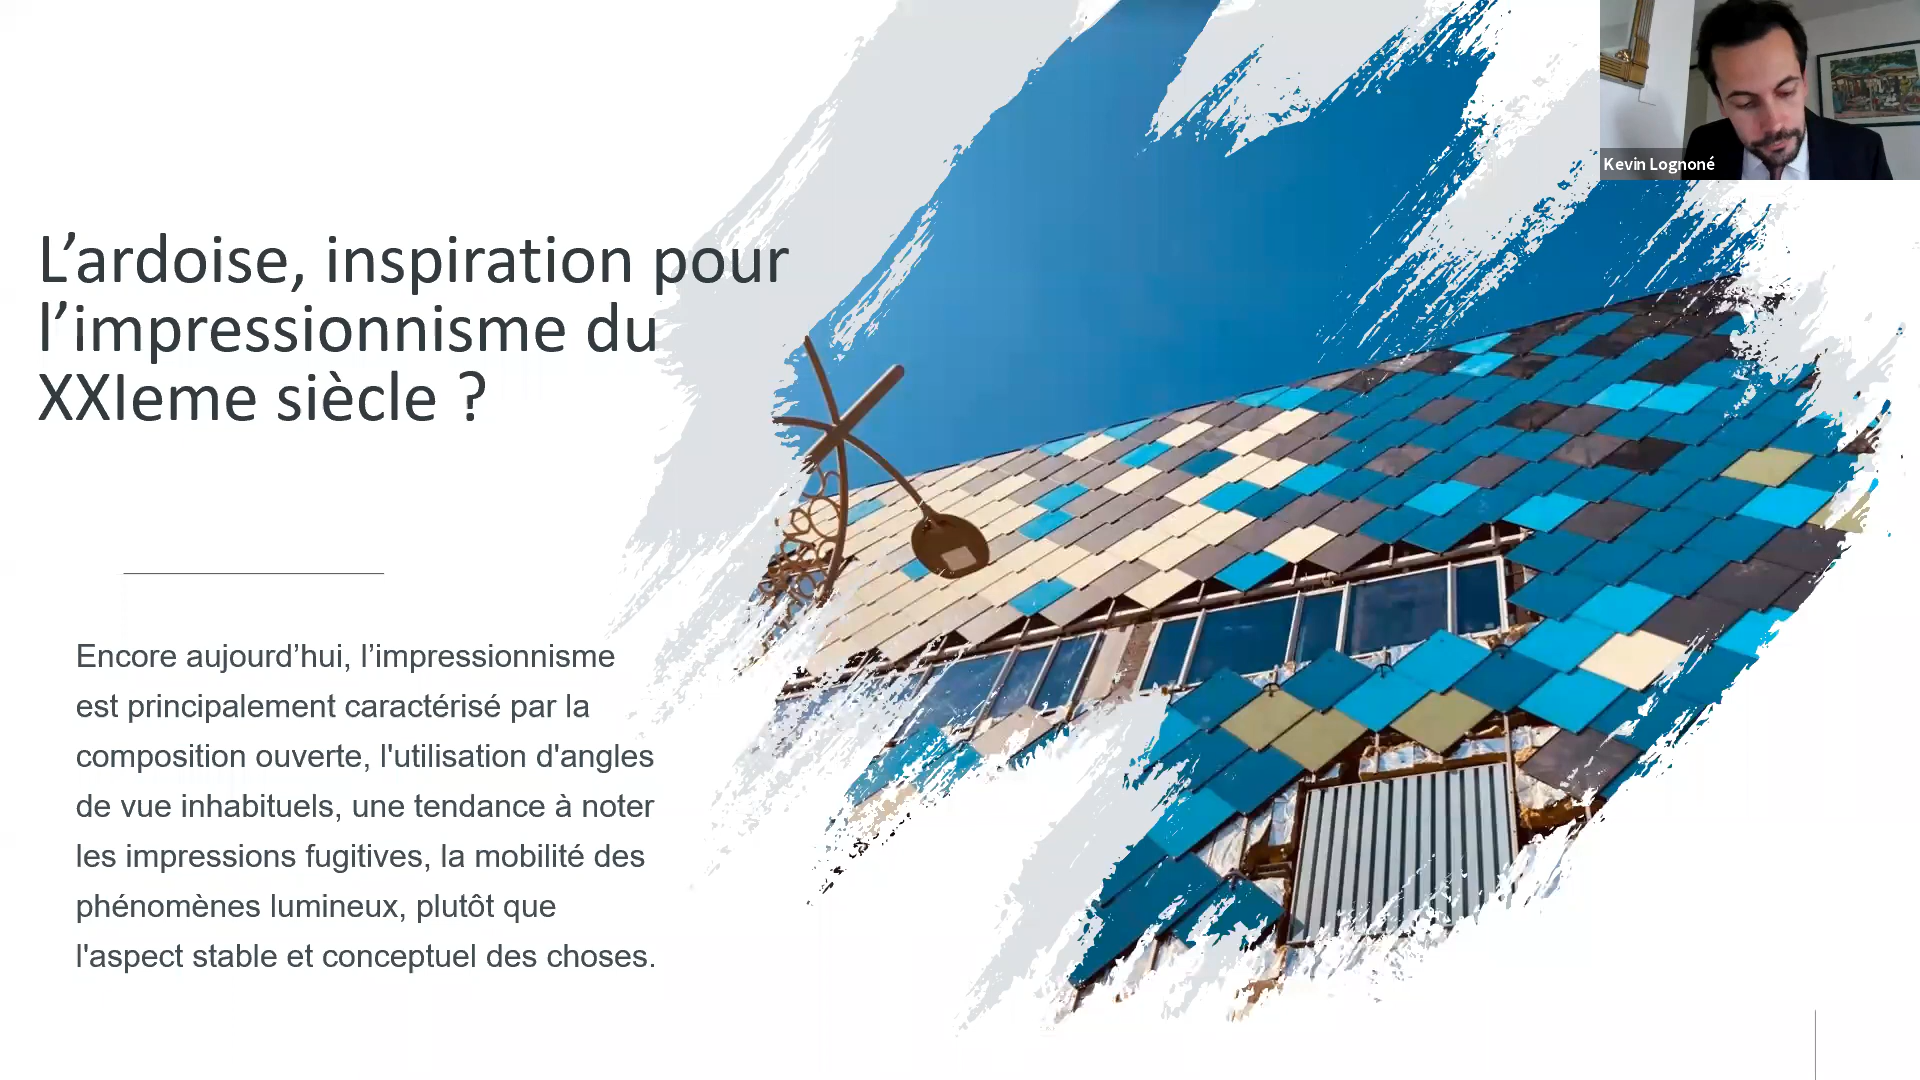 Kevin Lognoné
L’ardoise, inspiration pour
l’impressionnisme du
XXIeme siècle ?
Encore aujourd’hui, l’impressionnisme
est principalement caractérisé par la
composition ouverte, l'utilisation d'angles
de vue inhabituels, une tendance à noter
les impressions fugitives, la mobilité des
phénomènes lumineux, plutôt que
l'aspect stable et conceptuel des choses.